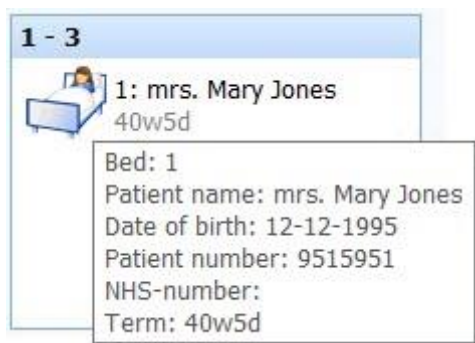 1 - 3
1: mrs. Mary Jones
40w5d
Bed: 1
Patient name: mrs. Mary Jones
Date of birth: 12-12-1995
Patient number: 9515951
NHS-number:
Term: 40w5d